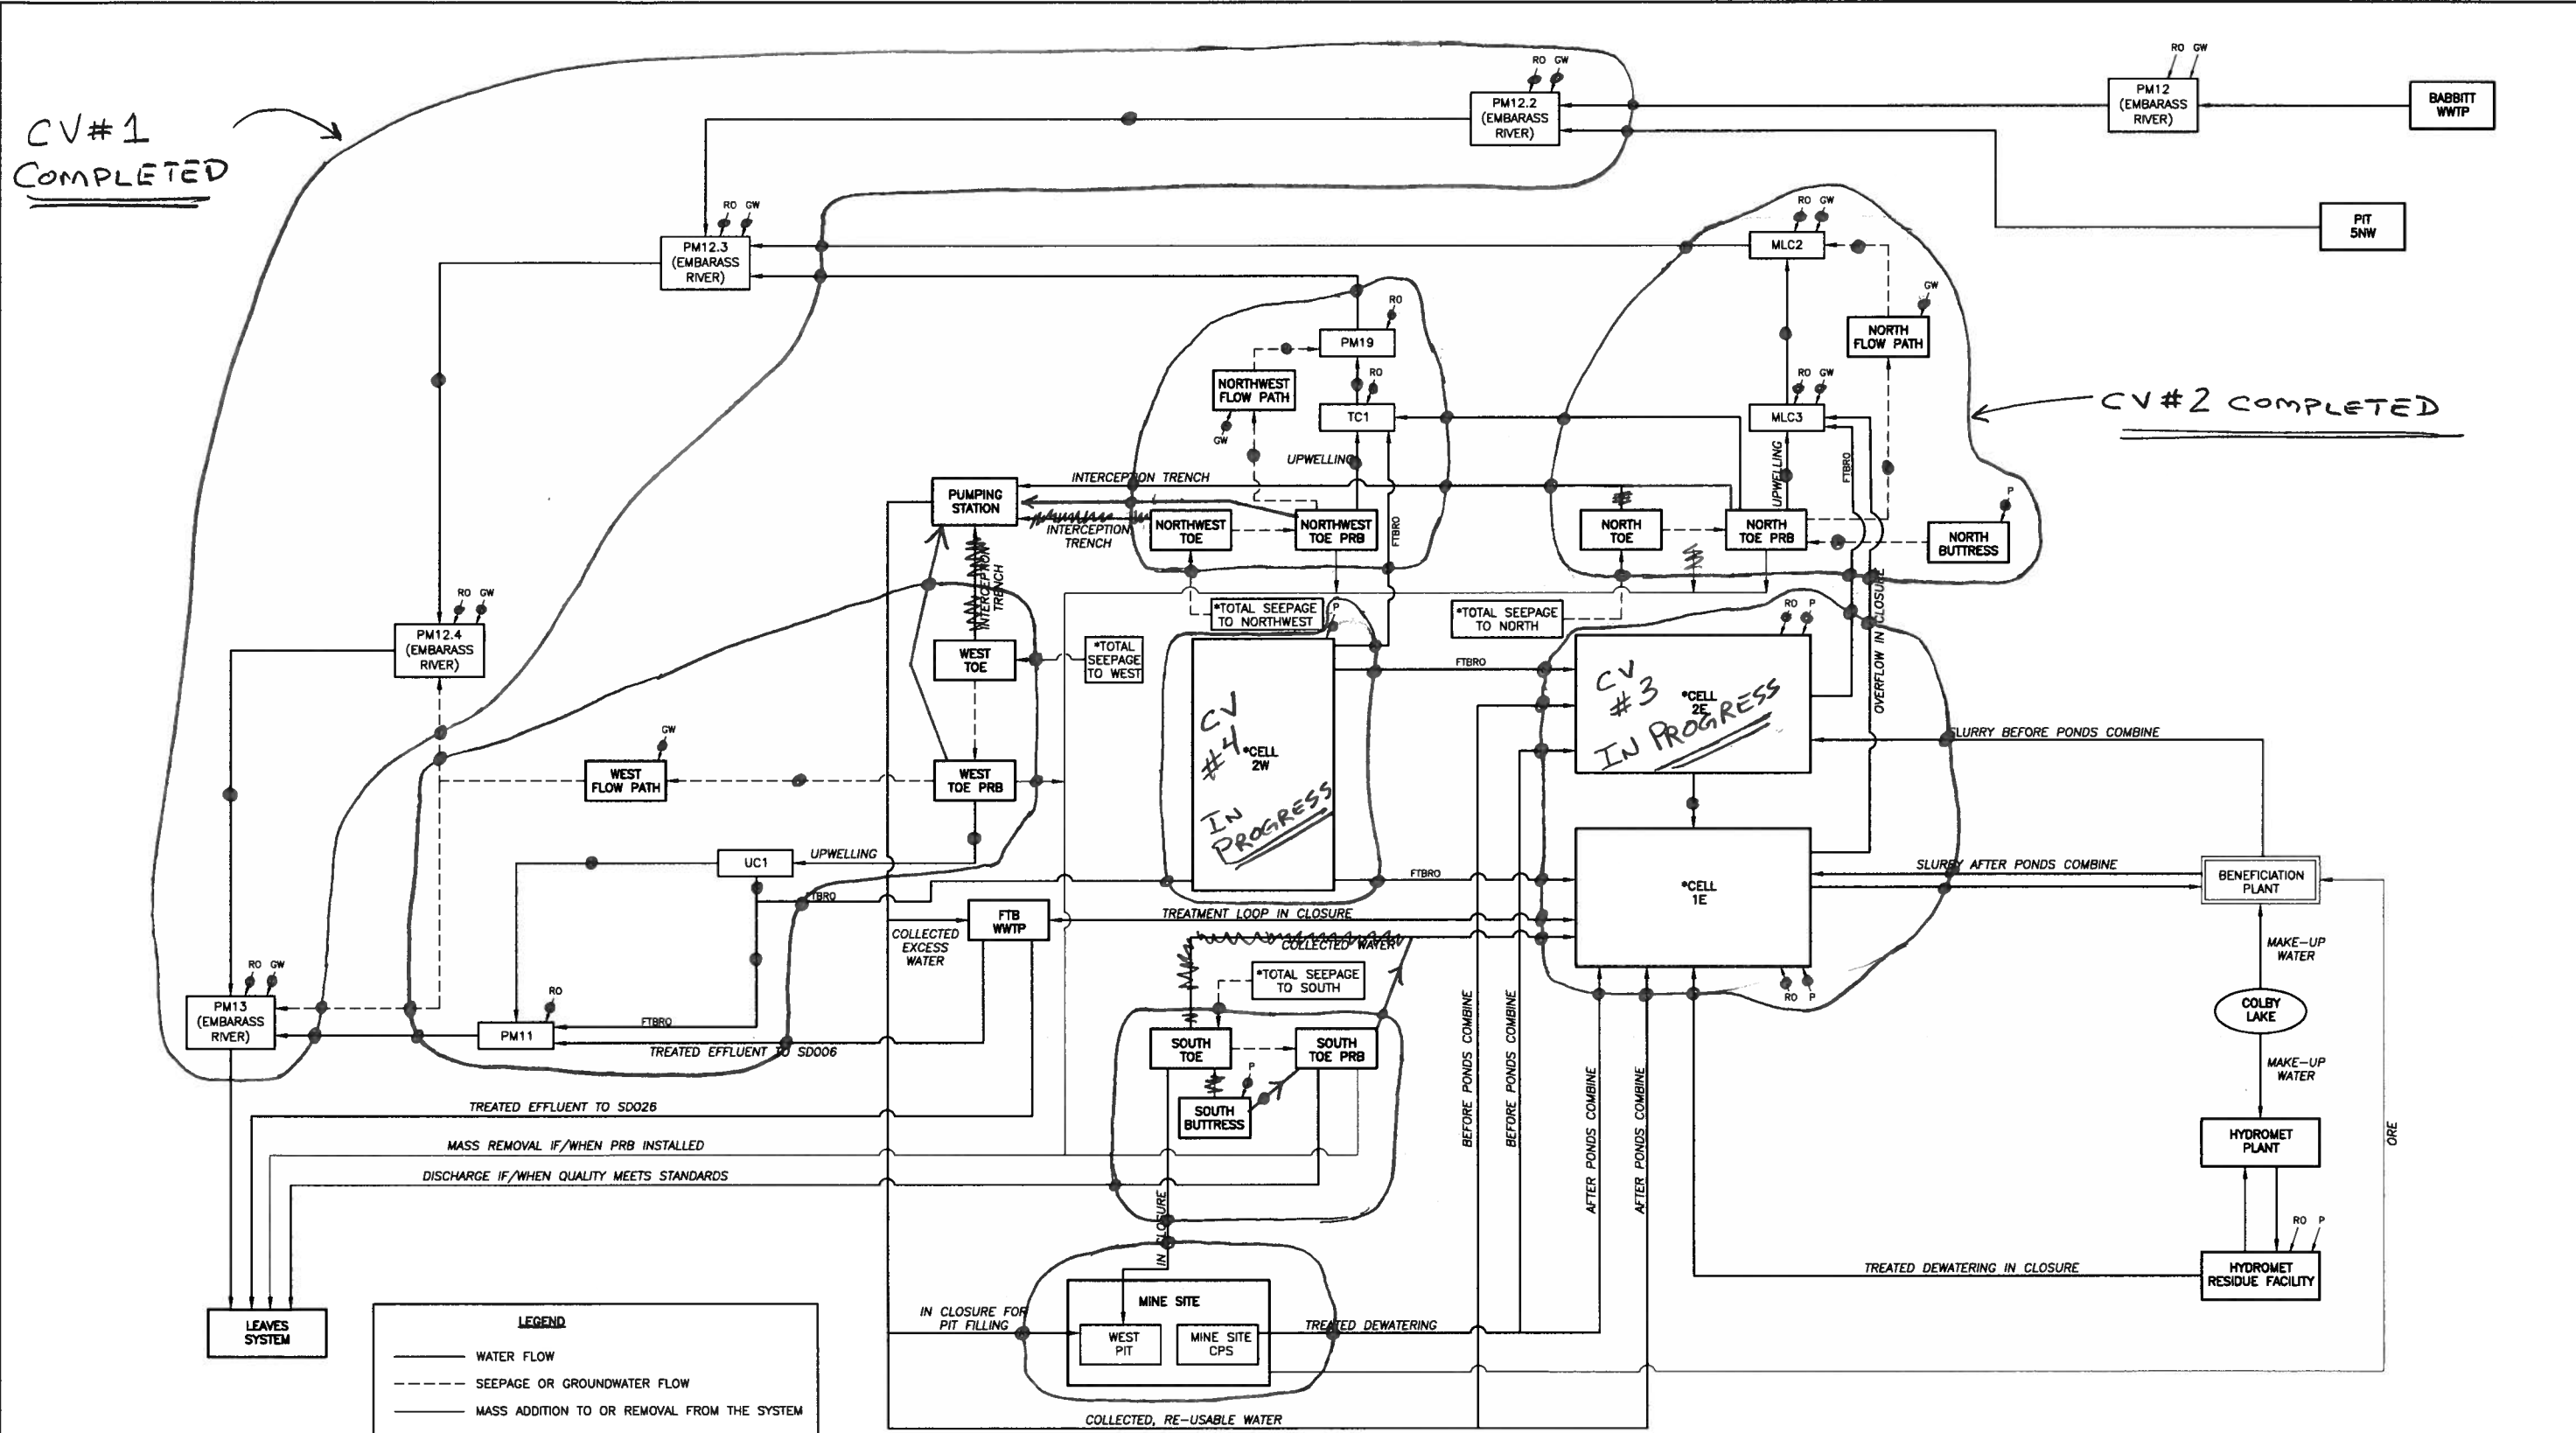 RO GW
RO GW
PM12.2
(EMBARASS
RIVER)
PM12
(EMBARASS
RIVER)
BABBITT
WWTP
CV#1
COMPLETED
PIT
5NW
RO GW
PM12.3
(EMBARASS
RIVER)
RO GW
MLC2
GW
NORTH
FLOW PATH
RO
PM19
RO
NORTHWEST
FLOW PATH
GW
TC1
RO GW
MLC3
CV#2 COMPLETED
UPWELLING
UPWELLING
FTBRO
INTERCEPTION TRENCH
PUMPING
STATION
INTERCEPTION
TRENCH
NORTHWEST
TOE
NORTHWEST
TOE PRB
FTBRO
NORTH
TOE
NORTH
TOE PRB
P
NORTH
BUTTRESS
INTERCEPTION
TRENCH
*TOTAL SEEPAGE
TO NORTHWEST
P
*TOTAL SEEPAGE
TO NORTH
RO P
OVERFLOW IN CLOSURE
RO GW
PM12.4
(EMBARASS
RIVER)
WEST
TOE
*TOTAL
SEEPAGE
TO WEST
FTBRO
CV
#4
*CELL
2W
IN
PROGRESS
CV
#3
*CELL
2E
IN PROGRESS
SLURRY BEFORE PONDS COMBINE
GW
WEST
FLOW PATH
WEST
TOE PRB
UC1
UPWELLING
FTBRO
FTBRO
*CELL
1E
SLURRY AFTER PONDS COMBINE
BENEFICIATION
PLANT
FTB
WWTP
TREATMENT LOOP IN CLOSURE
COLLECTED
EXCESS
WATER
COLLECTED WATER
MAKE-UP
WATER
*TOTAL SEEPAGE
TO SOUTH
RO P
COLBY
LAKE
RO GW
PM13
(EMBARASS
RIVER)
RO
PM11
FTBRO
TREATED EFFLUENT TO SD006
SOUTH
TOE
SOUTH
TOE PRB
P
SOUTH
BUTTRESS
BEFORE PONDS COMBINE
BEFORE PONDS COMBINE
AFTER PONDS COMBINE
AFTER PONDS COMBINE
MAKE-UP
WATER
TREATED EFFLUENT TO SD026
MASS REMOVAL IF/WHEN PRB INSTALLED
DISCHARGE IF/WHEN QUALITY MEETS STANDARDS
HYDROMET
PLANT
ORE
IN CLOSURE
RO P
TREATED DEWATERING IN CLOSURE
HYDROMET
RESIDUE FACILITY
MINE SITE
IN CLOSURE FOR
PIT FILLING
WEST
PIT
MINE SITE
CPS
TREATED DEWATERING
LEAVES
SYSTEM
LEGEND
WATER FLOW
SEEPAGE OR GROUNDWATER FLOW
MASS ADDITION TO OR REMOVAL FROM THE SYSTEM
COLLECTED, RE-USABLE WATER